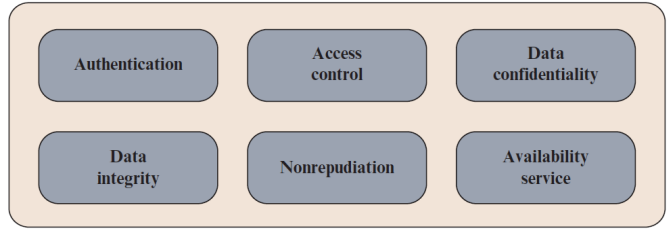 Authentication
Access
control
Data
confidentiality
Data
integrity
Nonrepudiation
Availability
service